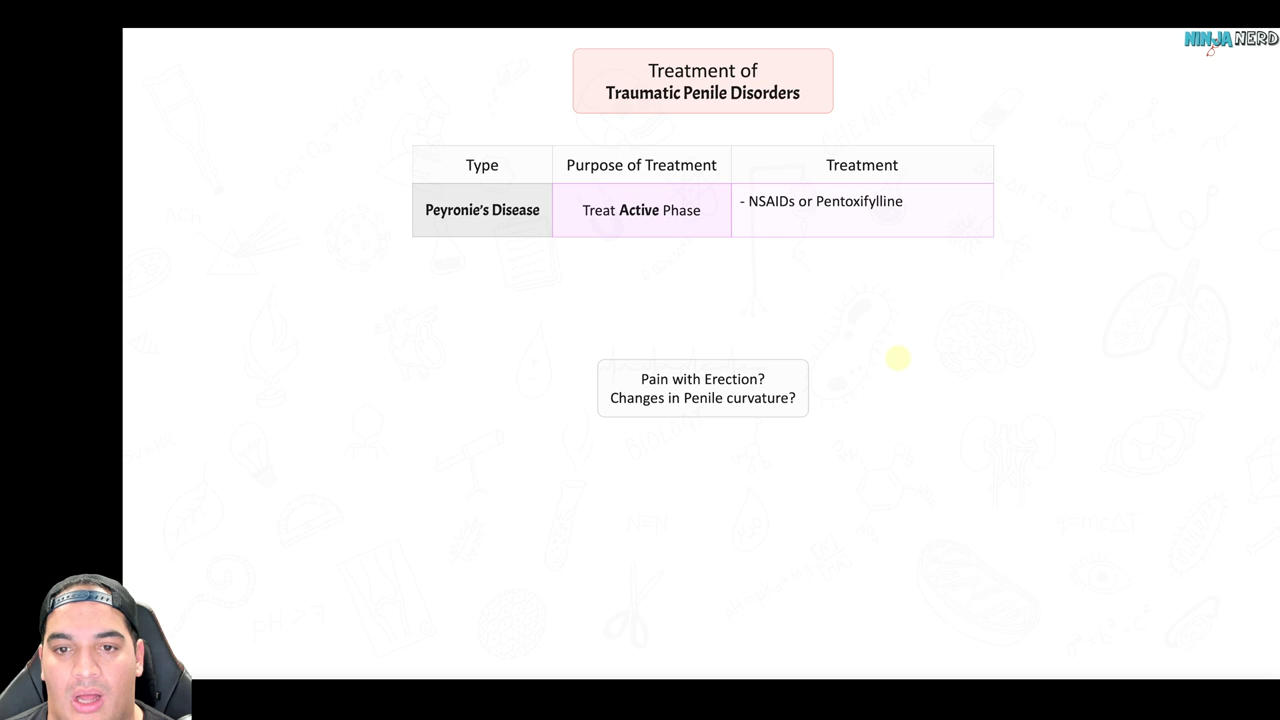 NINJA NERD
Treatment of
Traumatic Penile Disorders
Type
Purpose of Treatment
Treatment
Peyronie's Disease
Treat Active Phase
- NSAIDs or Pentoxifylline
Pain with Erection?
Changes in Penile curvature?